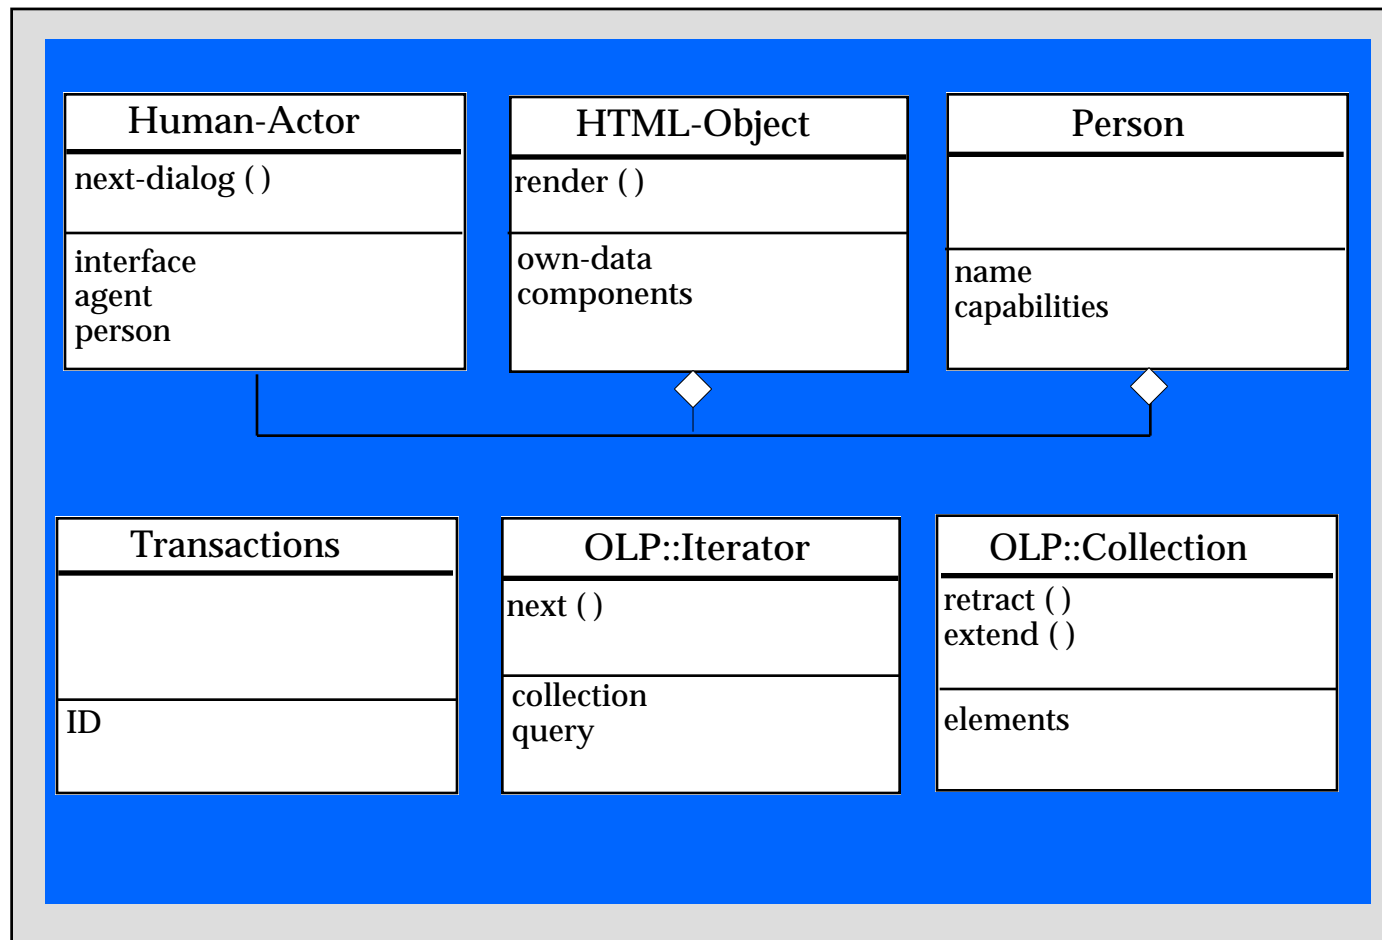 Human-Actor
next-dialog ( )
interface
agent
person
HTML-Object
render ( )
own-data
components
Person
name
capabilities
Transactions
ID
OLP::Iterator
next ( )
collection
query
OLP::Collection
retract ( )
extend ( )
elements